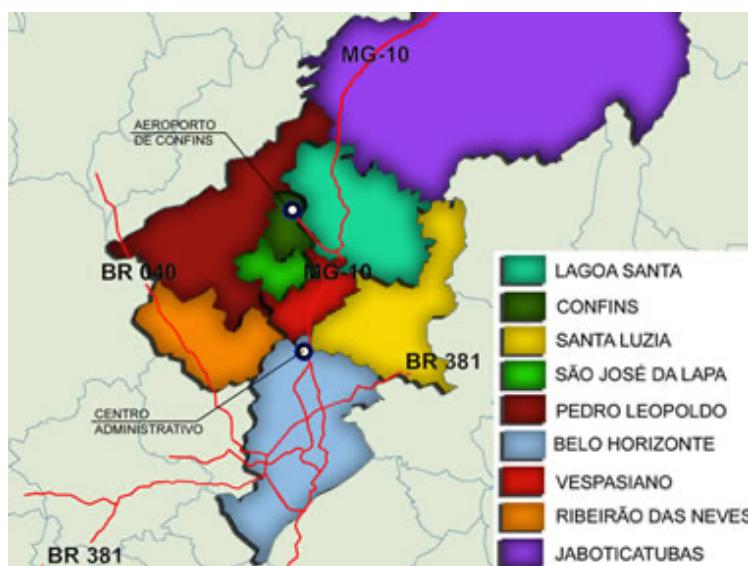 MG-10
AEROPORTO
DE CONFINS
BR 040
MG-10
BR 381
CENTRO
ADMINISTRATIVO
BR 381
LAGOA SANTA
CONFINS
SANTA LUZIA
SÃO JOSÉ DA LAPA
PEDRO LEOPOLDO
BELO HORIZONTE
VESPASIANO
RIBEIRÃO DAS NEVES
JABOTICATUBAS